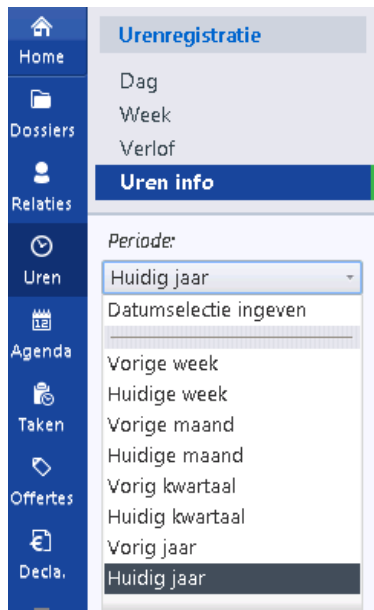 Home
Dossiers
Relaties
Uren
12
Agenda
Taken
Offertes
Decla.
Urenregistratie
Dag
Week
Verlof
Uren info
Periode:
Huidig jaar
Datumselectie ingeven
Vorige week
Huidige week
Vorige maand
Huidige maand
Vorig kwartaal
Huidig kwartaal
Vorig jaar
Huidig jaar